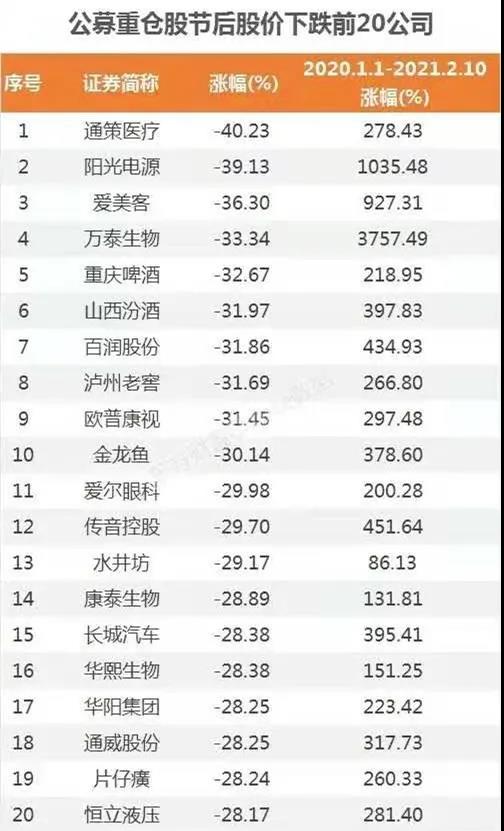 公募重仓股节后股价下跌前20公司
序号 证券简称 涨幅(%) 2020.1.1-2021.2.10
涨幅(%)
1 通策医疗 -40.23 278.43
2 阳光电源 -39.13 1035.48
3 爱美客 -36.30 927.31
4 万泰生物 -33.34 3757.49
5 重庆啤酒 -32.67 218.95
6 山西汾酒 -31.97 397.83
7 百润股份 -31.86 434.93
8 泸州老窖 -31.69 266.80
9 欧普康视 -31.45 297.48
10 金龙鱼 -30.14 378.60
11 爱尔眼科 -29.98 200.28
12 传音控股 -29.70 451.64
13 水井坊 -29.17 86.13
14 康泰生物 -28.89 131.81
15 长城汽车 -28.38 395.41
16 华熙生物 -28.38 151.25
17 华阳集团 -28.25 223.42
18 通威股份 -28.25 317.73
19 片仔癀 -28.24 260.33
20 恒立液压 -28.17 281.40